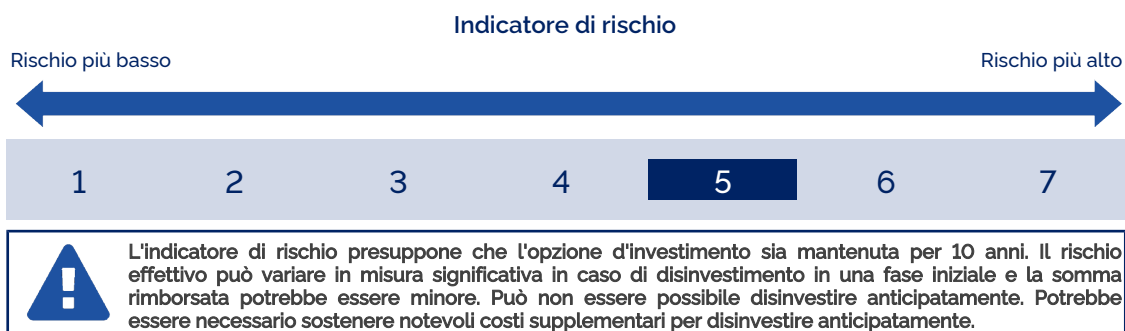 Indicatore di rischio
Rischio più basso Rischio più alto
1 2 3 4 5 6 7
L'indicatore di rischio presuppone che l'opzione d'investimento sia mantenuta per 10 anni. Il rischio
effettivo può variare in misura significativa in caso di disinvestimento in una fase iniziale e la somma
rimborsata potrebbe essere minore. Può non essere possibile disinvestire anticipatamente. Potrebbe
essere necessario sostenere notevoli costi supplementari per disinvestire anticipatamente.